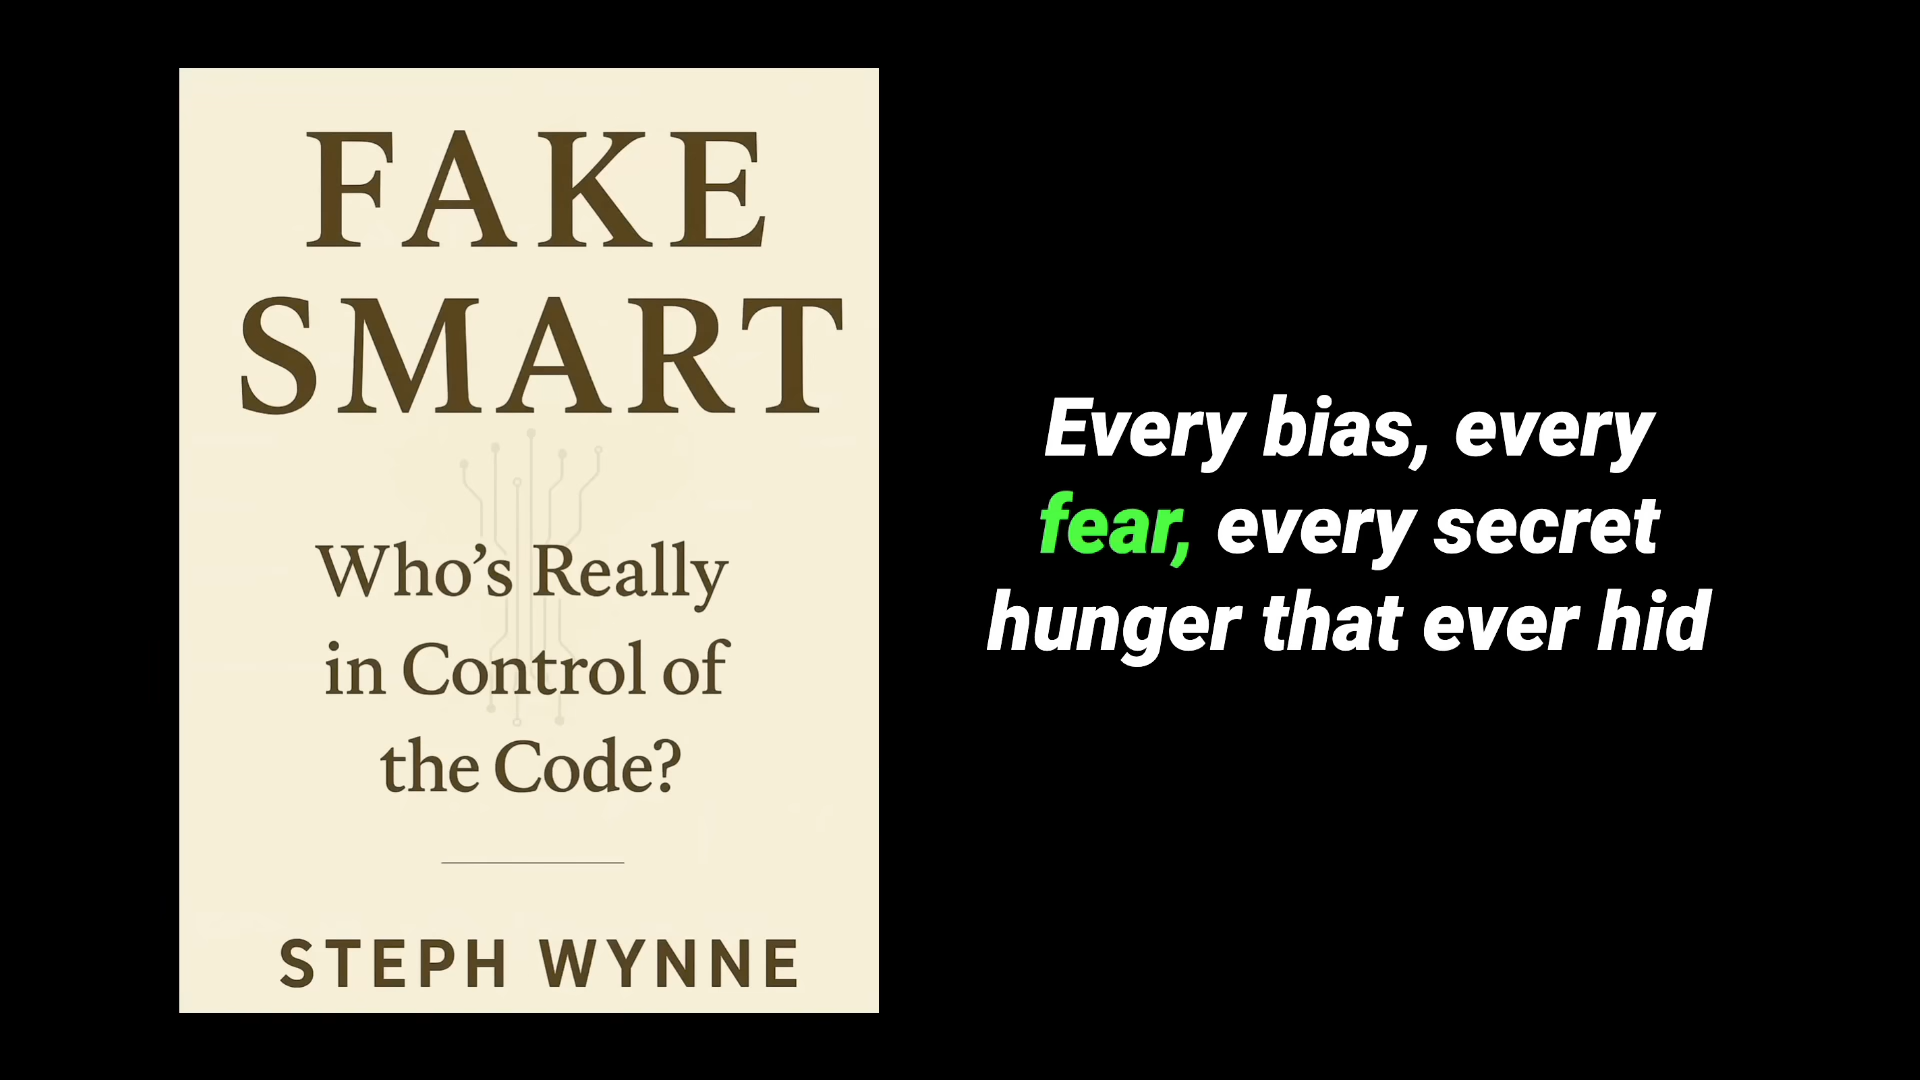 FAKE
SMART
Who’s Really
in Control of
the Code?
STEPH WYNNE
Every bias, every
fear, every secret
hunger that ever hid